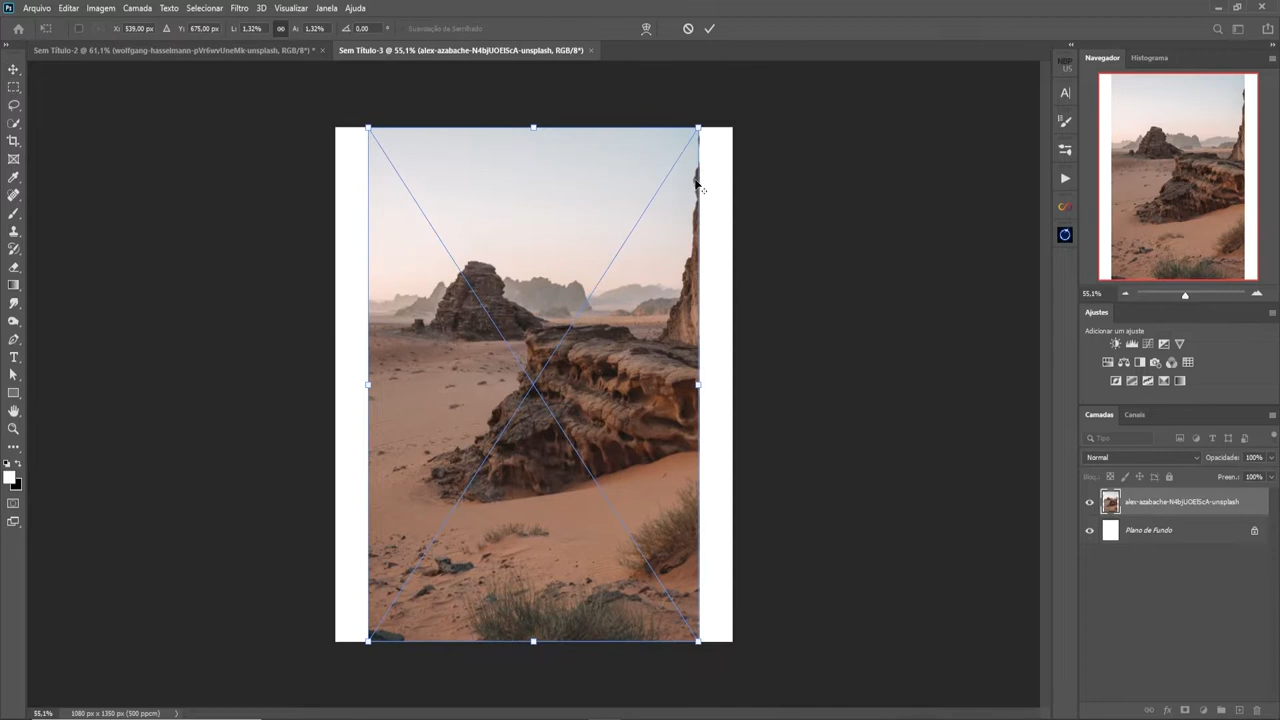 Ps Arquivo Editar Imagem Camada Texto Selecionar Filtro 3D Visualizar Janela Ajuda
X: 539,00 px Y: 675,00 px L: 1,32% A: 1,32% 0,00 ° Suavização de Serrilhado
Sem Título-2 @ 61,1% (wolfgang-hasselmann-pVr6wvUneMk-unsplash, RGB/8*) * × Sem Título-3 @ 55,1% (alex-azabache-N4bjUOElScA-unsplash, RGB/8*) ×
Navegador Histograma
55,1%
Ajustes
Adicionar um ajuste
Camadas Canais
Tipo
Normal Opacidade: 100%
Bloq.: Preen.: 100%
alex-azabache-N4bjUOElScA-unsplash
Plano de Fundo
55,1% 1080 px x 1350 px (500 ppcm)